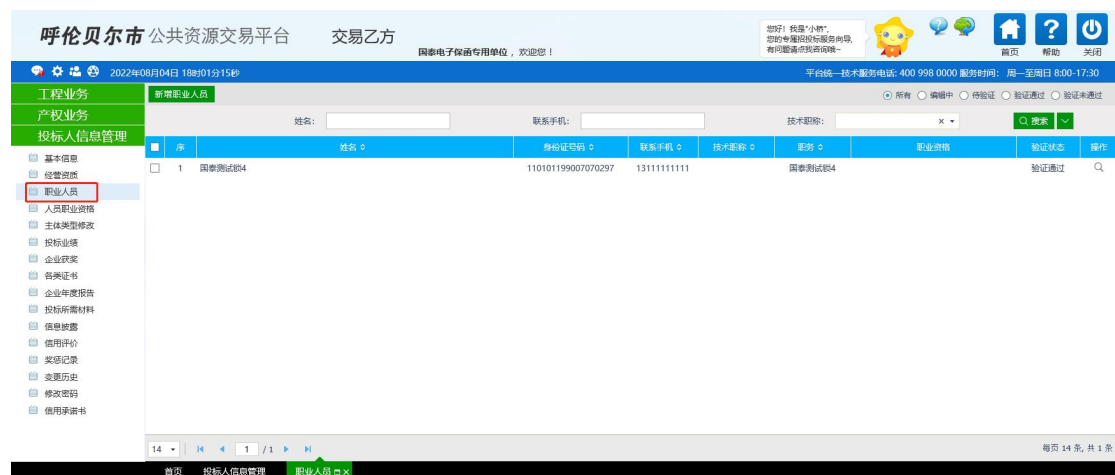 呼伦贝尔市 公共资源交易平台 交易乙方
国泰电子保函专用单位，欢迎您！
您好！我是"小桥"，
您的专属招投标服务向导，
有问题请点我咨询哦~
首页 帮助 关闭
2022年08月04日 18时01分15秒
平台统一技术服务电话: 400 998 0000 服务时间： 周一至周日 8:00-17:30
工程业务
产权业务
投标人信息管理
基本信息
经营资质
职业人员
人员职业资格
主体类型修改
投标业绩
企业获奖
各类证书
企业年度报告
投标所需材料
信息披露
信用评价
奖惩记录
变更历史
修改密码
信用承诺书
新增职业人员
所有 编辑中 待验证 验证通过 验证未通过
姓名: 联系手机: 技术职称: 搜索
序 姓名 身份证号码 联系手机 技术职称 职务 职业资格 验证状态 操作
1 国泰测试锁4 110101199007070297 13111111111 国泰测试锁4 验证通过
14 1 / 1 每页 14 条, 共 1 条
首页 投标人信息管理 职业人员